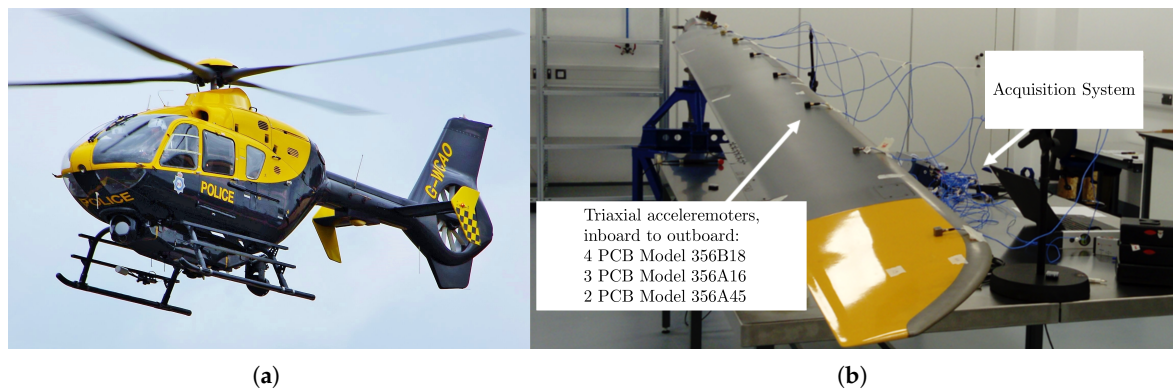 G-WCAO
POLICE
POLICE
Acquisition System
Triaxial acceleremoters,
inboard to outboard:
4 PCB Model 356B18
3 PCB Model 356A16
2 PCB Model 356A45
(a)
(b)